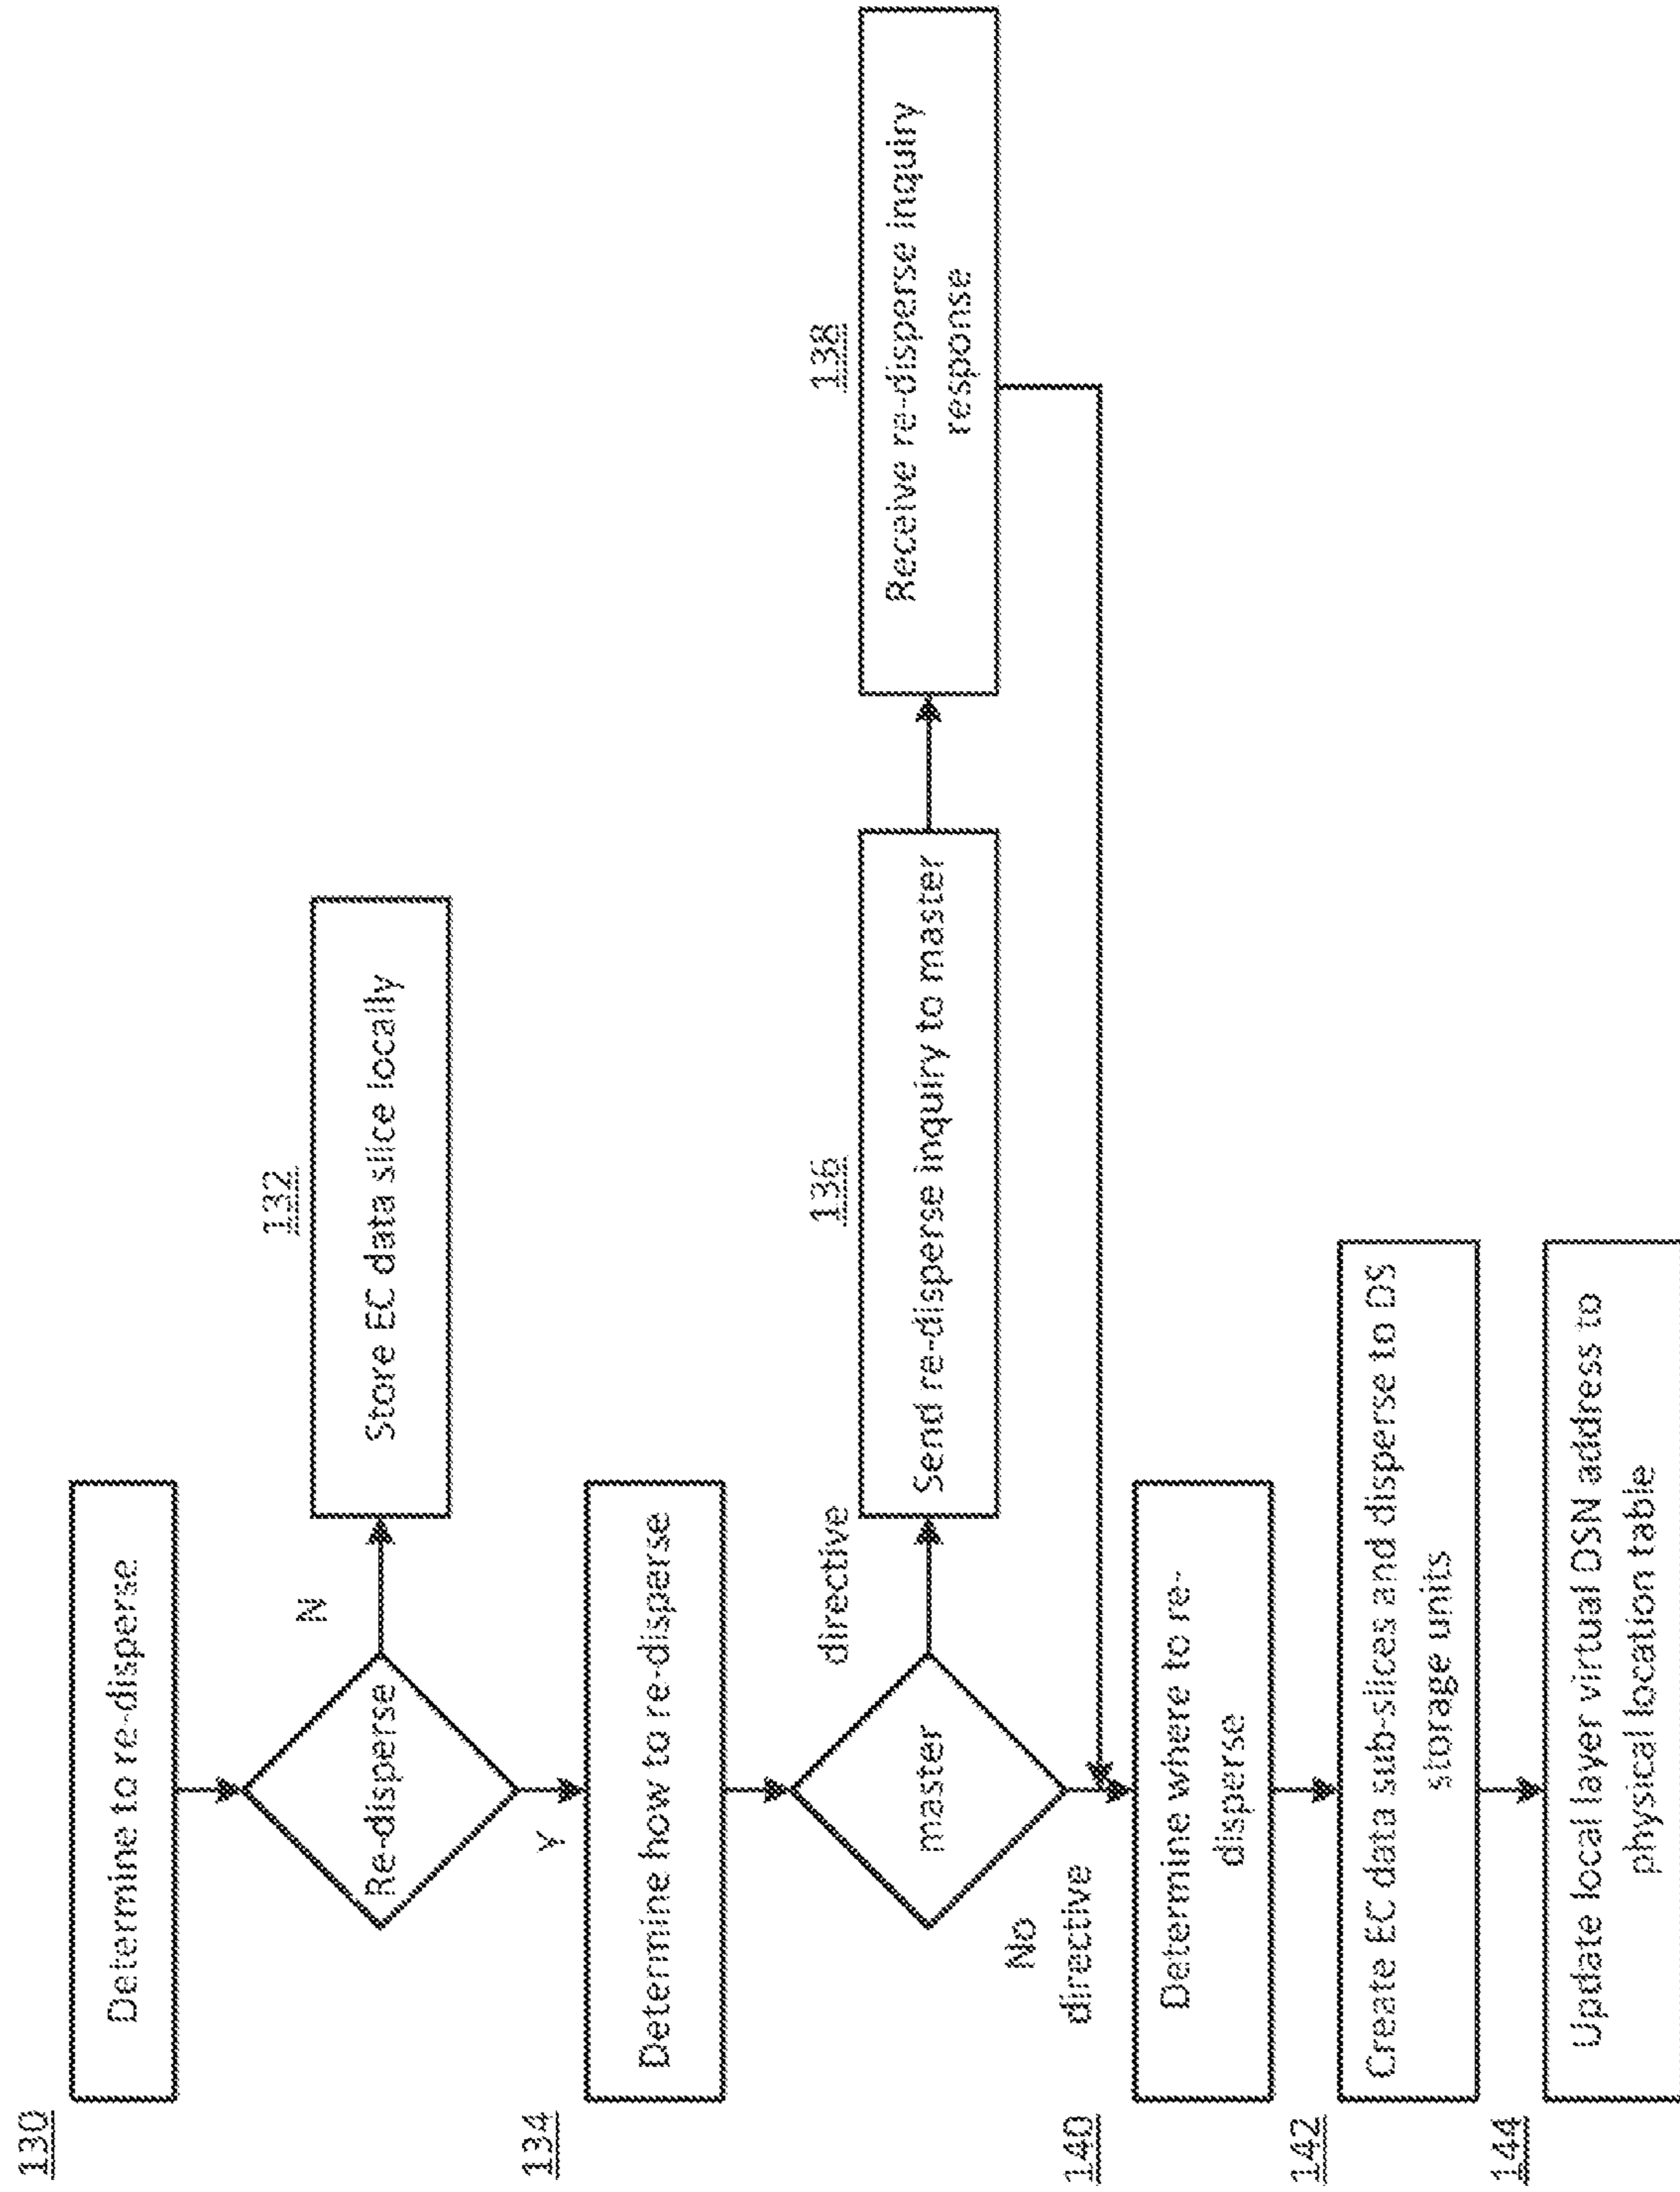 130
Determine to re-disperse
Re-disperse
N
132
Store EC data slice locally
Y
134
Determine how to re-disperse
master
directive
136
Send re-disperse inquiry to master
138
Receive re-disperse inquiry
response
No
directive
140
Determine where to re-
disperse
142
Create EC data sub-slices and disperse to DS
storage units
144
Update local layer virtual DSN address to
physical location table